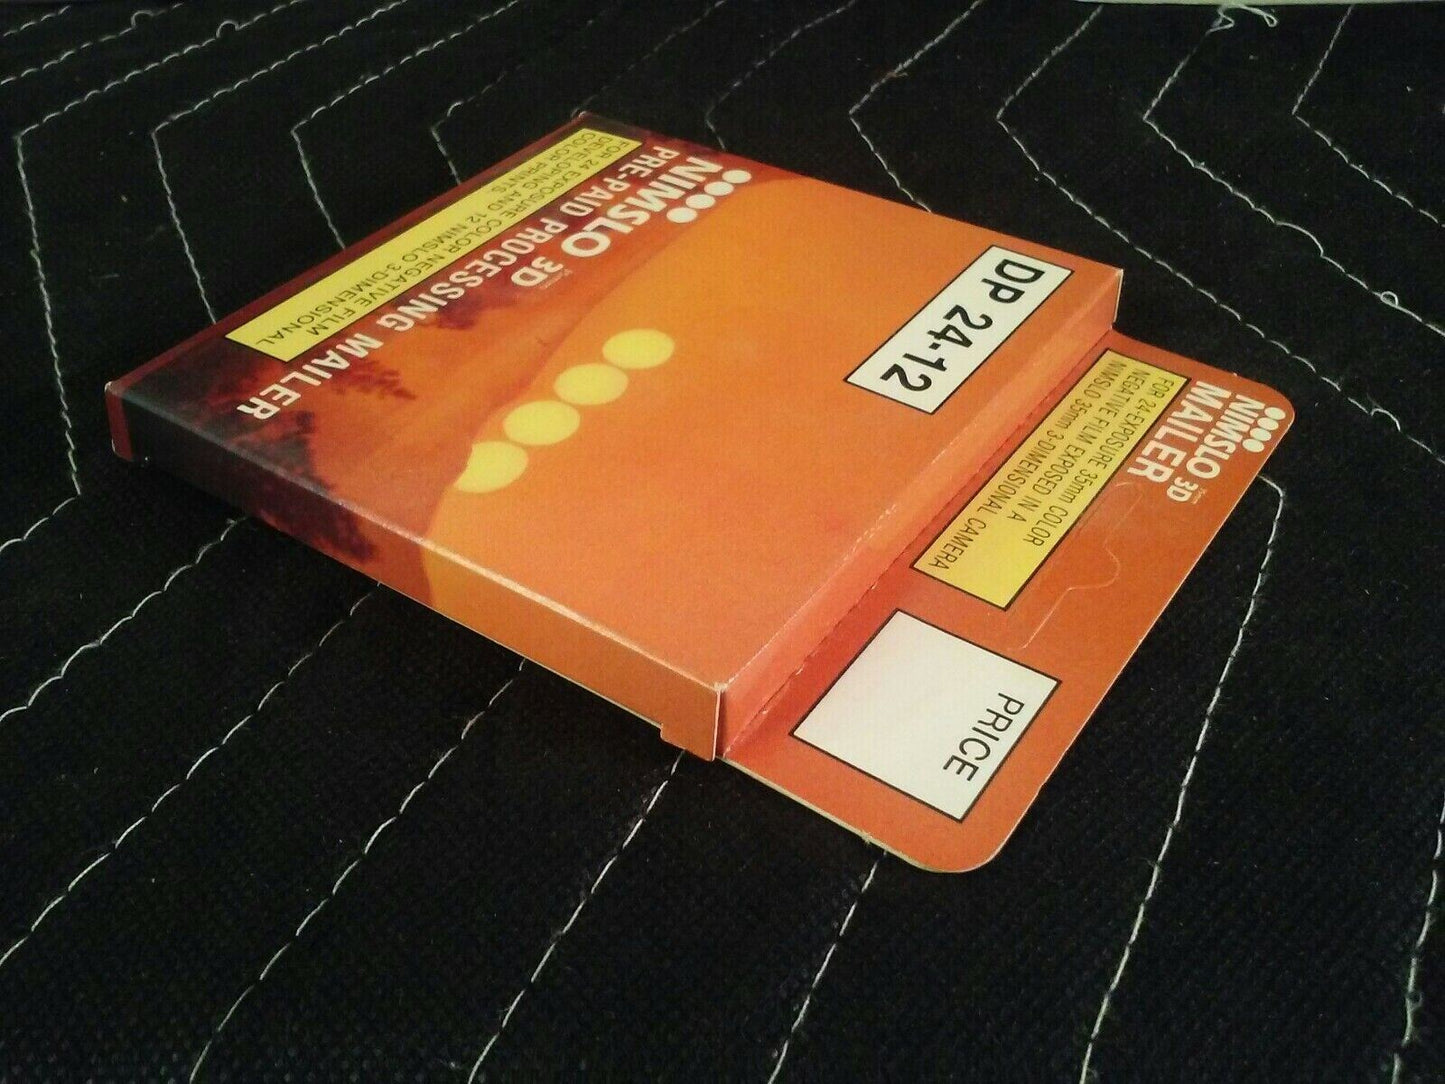 NIMSLO 3D
MAILER
FOR 24-EXPOSURE 35mm COLOR
NEGATIVE FILM EXPOSED IN A
NIMSLO 35mm 3-DIMENSIONAL CAMERA
PRICE
DP 24-12
NIMSLO 3D
PRE-PAID PROCESSING MAILER
FOR 24 EXPOSURE COLOR NEGATIVE FILM
DEVELOPING AND 12 NIMSLO 3-DIMENSIONAL
COLOR PRINTS